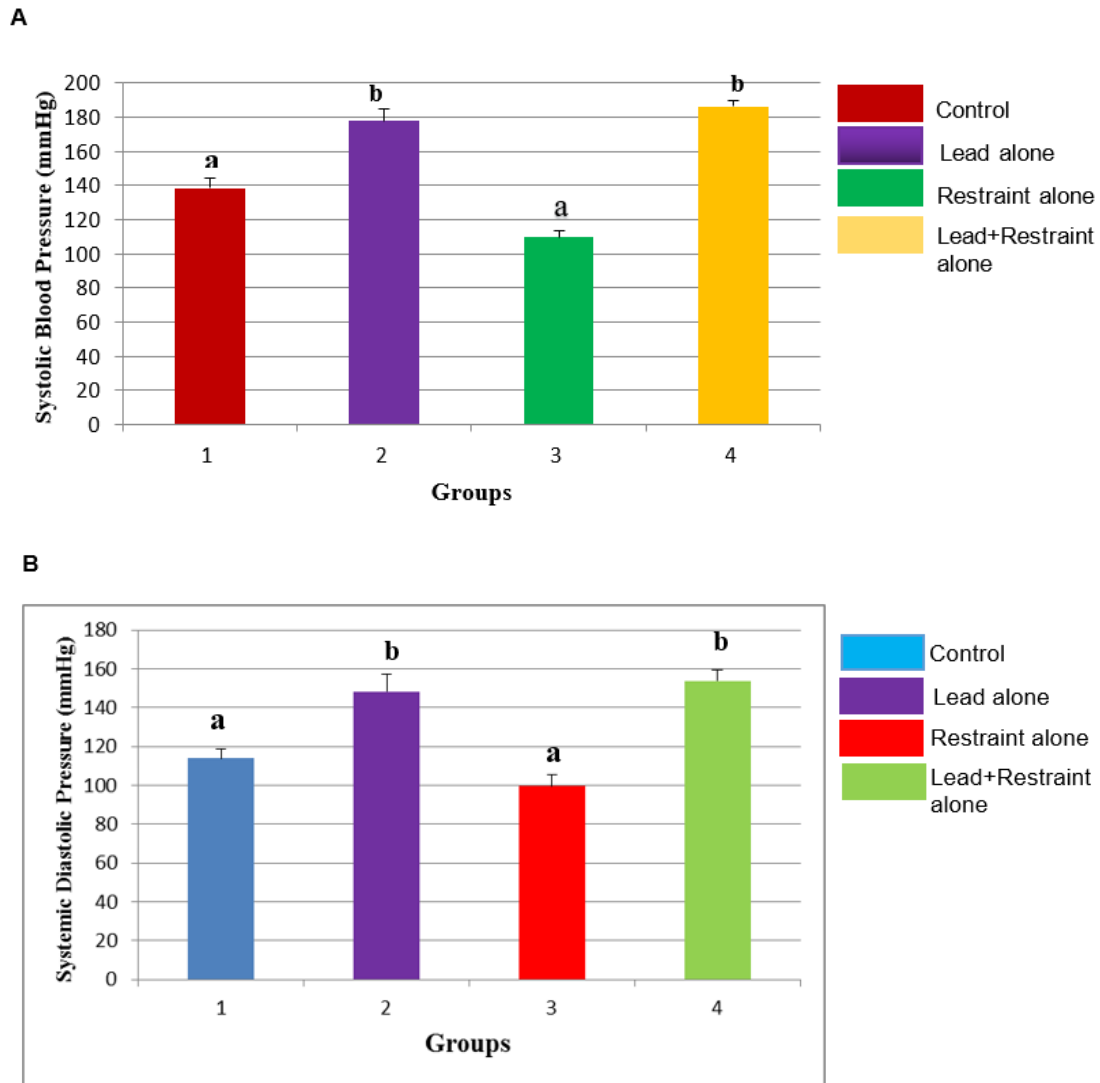 A
Systolic Blood Pressure (mmHg)
200
180
160
140
120
100
80
60
40
20
0
a
b
a
b
1 2 3 4
Groups
Control
Lead alone
Restraint alone
Lead+Restraint
alone
B
Systemic Diastolic Pressure (mmHg)
180
160
140
120
100
80
60
40
20
0
a
b
a
b
1 2 3 4
Groups
Control
Lead alone
Restraint alone
Lead+Restraint
alone